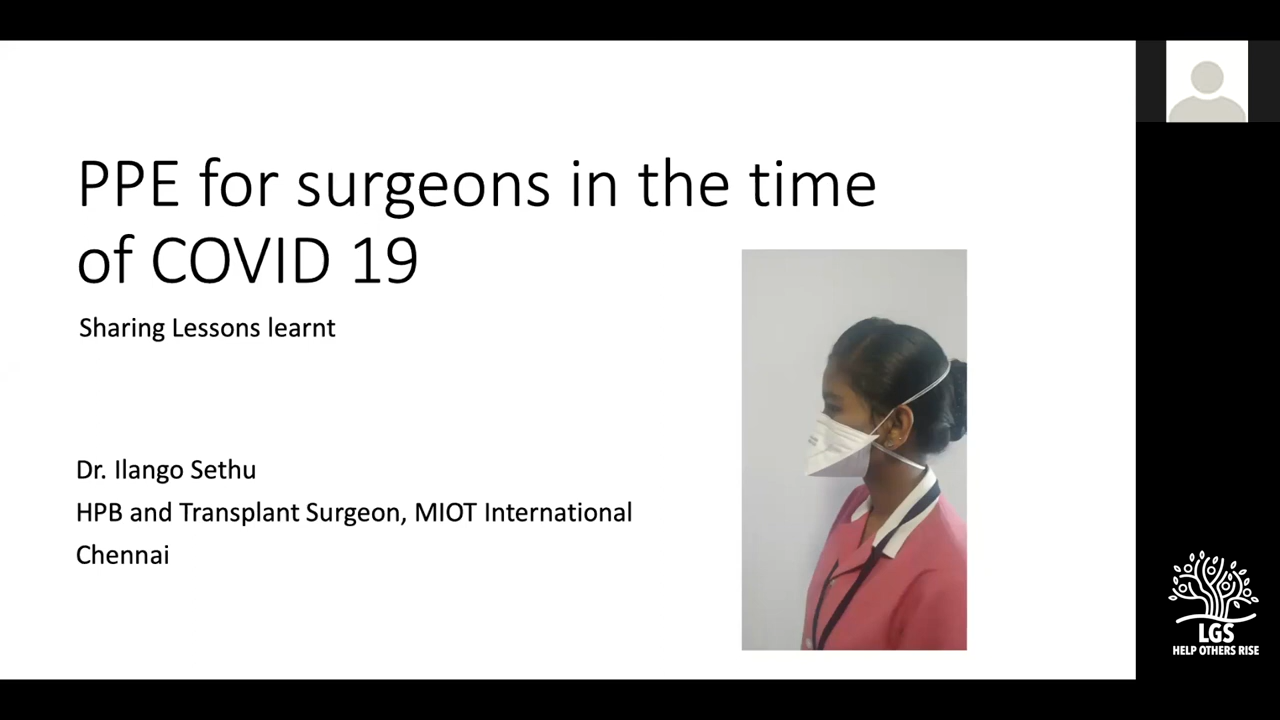 PPE for surgeons in the time
of COVID 19
Sharing Lessons learnt
Dr. Ilango Sethu
HPB and Transplant Surgeon, MIOT International
Chennai
LGS
HELP OTHERS RISE